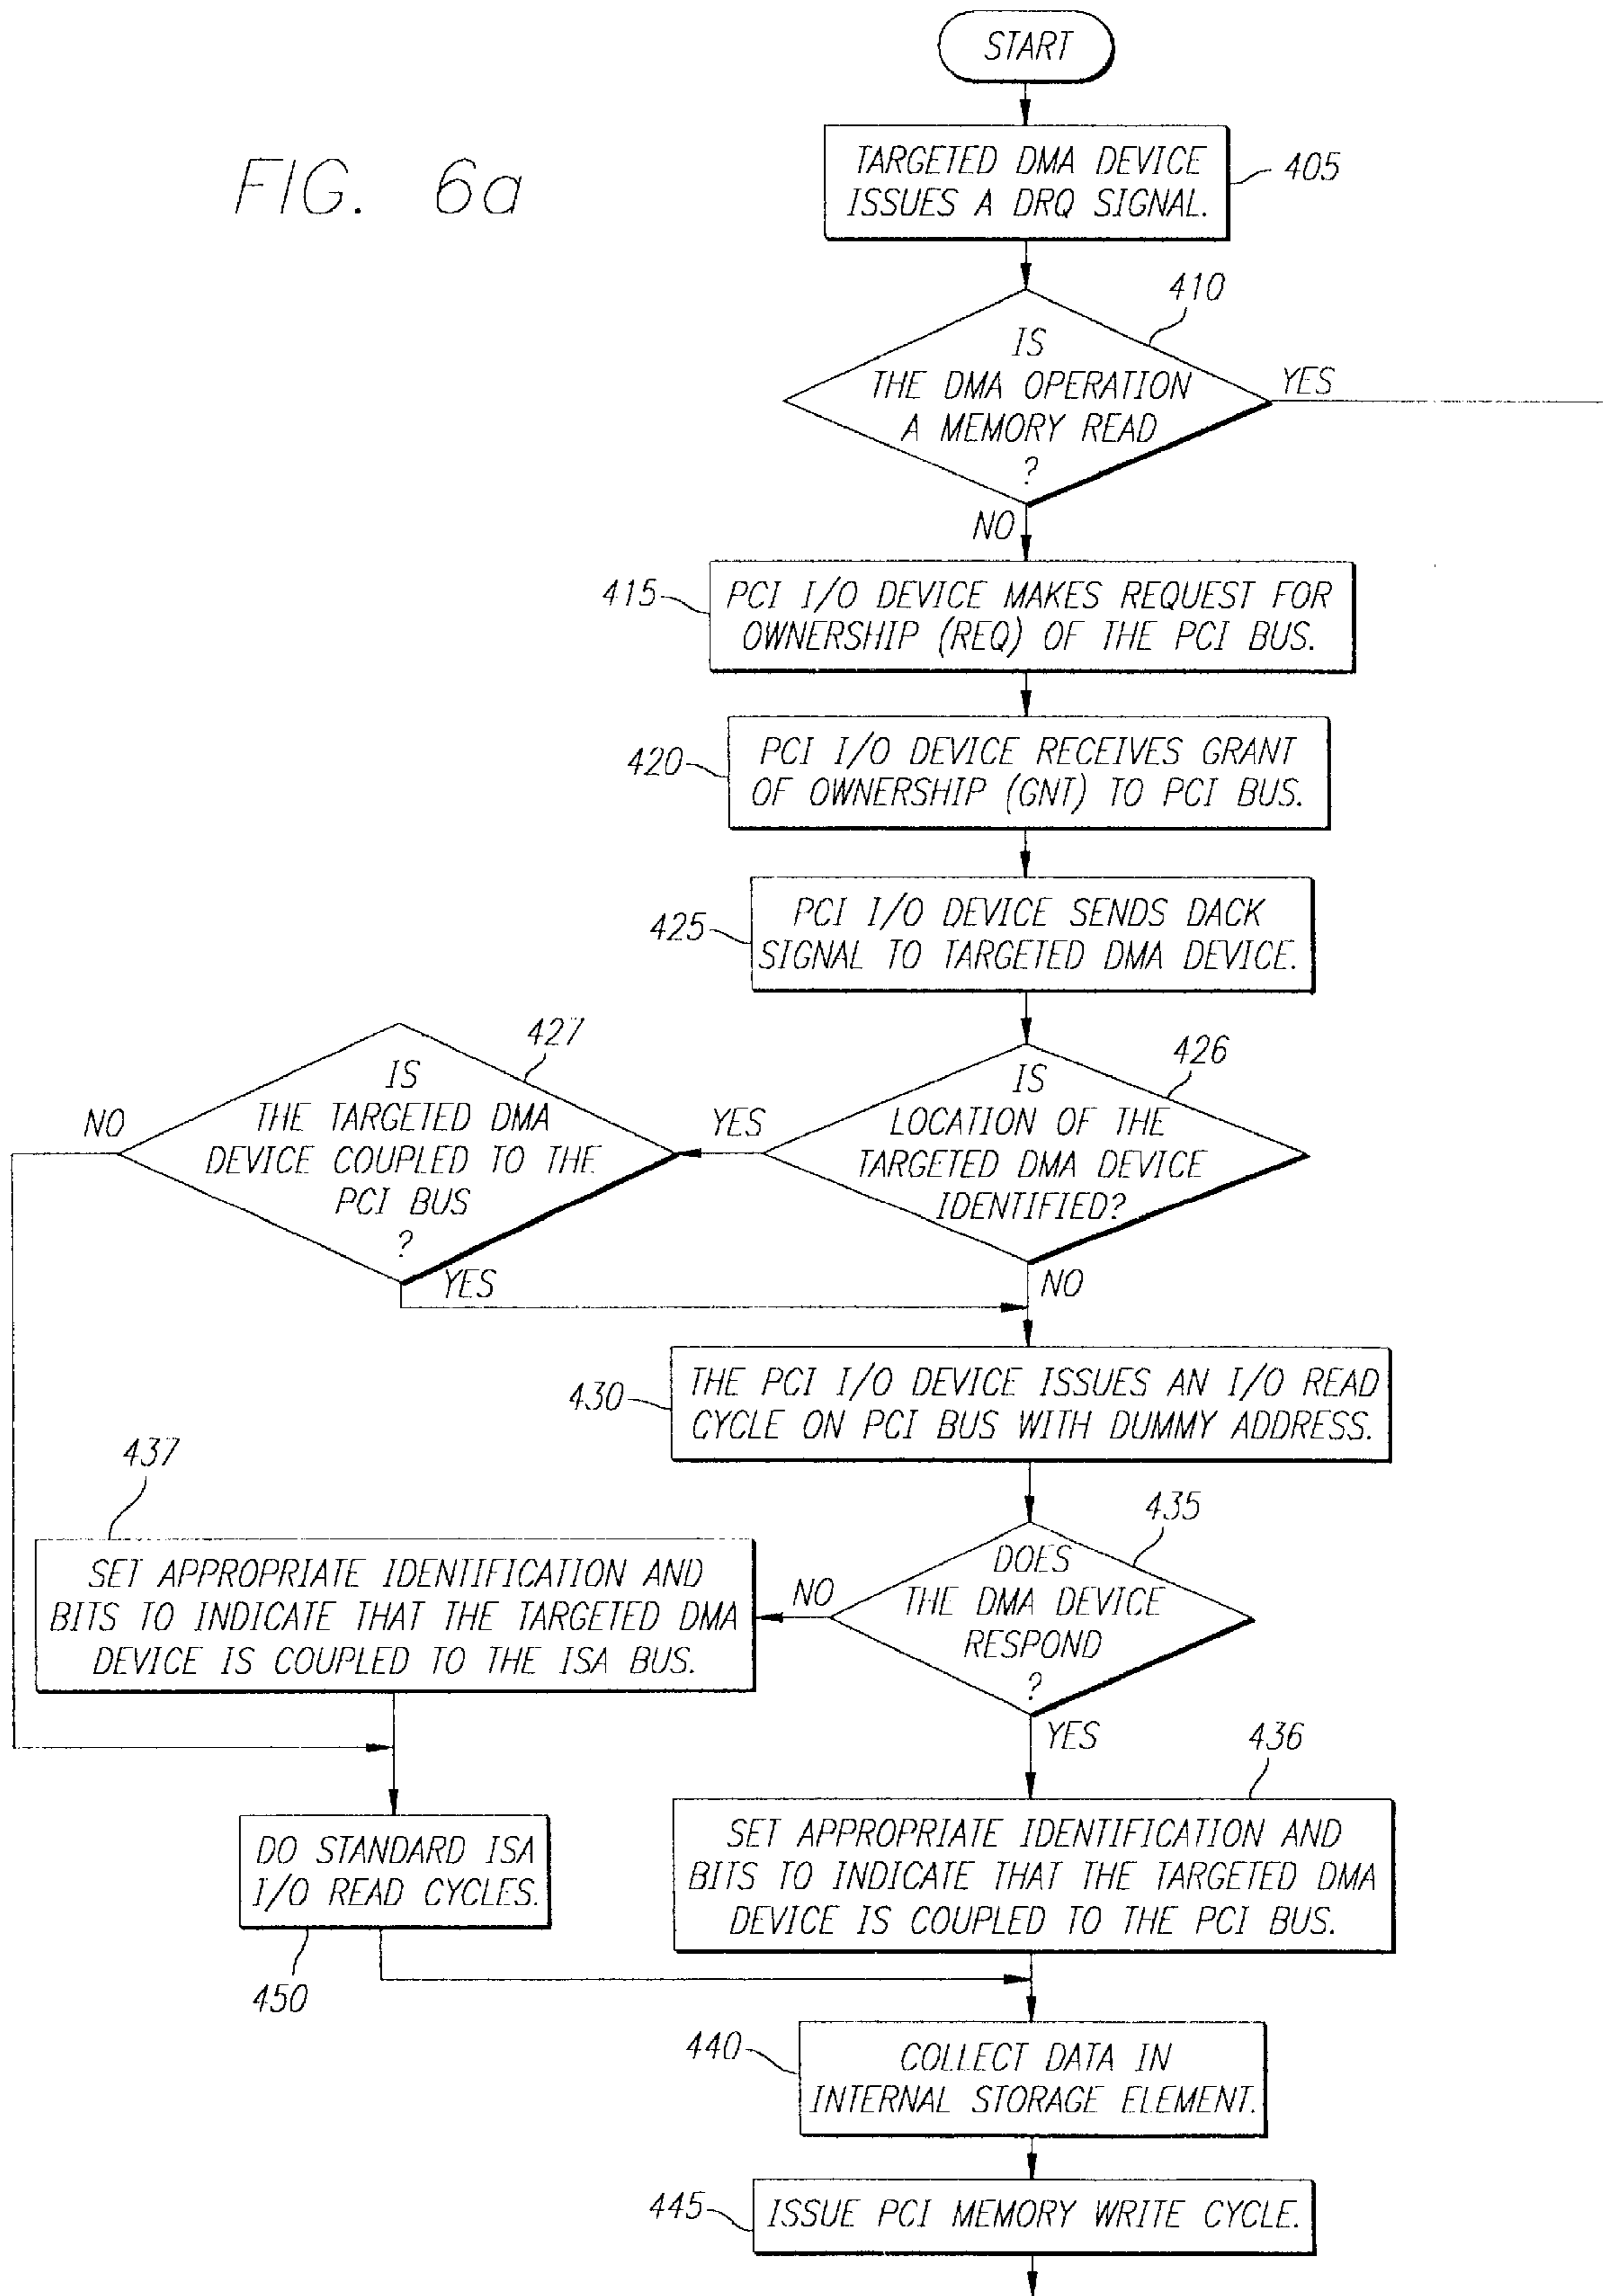 START
FIG. 6a
TARGETED DMA DEVICE
ISSUES A DRQ SIGNAL.
405
410
IS
THE DMA OPERATION
A MEMORY READ
?
YES
NO
415
PCI I/O DEVICE MAKES REQUEST FOR
OWNERSHIP (REQ) OF THE PCI BUS.
420
PCI I/O DEVICE RECEIVES GRANT
OF OWNERSHIP (GNT) TO PCI BUS.
425
PCI I/O DEVICE SENDS DACK
SIGNAL TO TARGETED DMA DEVICE.
427
IS
THE TARGETED DMA
DEVICE COUPLED TO THE
PCI BUS
?
NO
YES
426
IS
LOCATION OF THE
TARGETED DMA DEVICE
IDENTIFIED?
YES
NO
430
THE PCI I/O DEVICE ISSUES AN I/O READ
CYCLE ON PCI BUS WITH DUMMY ADDRESS.
437
SET APPROPRIATE IDENTIFICATION AND
BITS TO INDICATE THAT THE TARGETED DMA
DEVICE IS COUPLED TO THE ISA BUS.
435
DOES
THE DMA DEVICE
RESPOND
?
NO
YES
436
SET APPROPRIATE IDENTIFICATION AND
BITS TO INDICATE THAT THE TARGETED DMA
DEVICE IS COUPLED TO THE PCI BUS.
DO STANDARD ISA
I/O READ CYCLES.
450
440
COLLECT DATA IN
INTERNAL STORAGE ELEMENT.
445
ISSUE PCI MEMORY WRITE CYCLE.